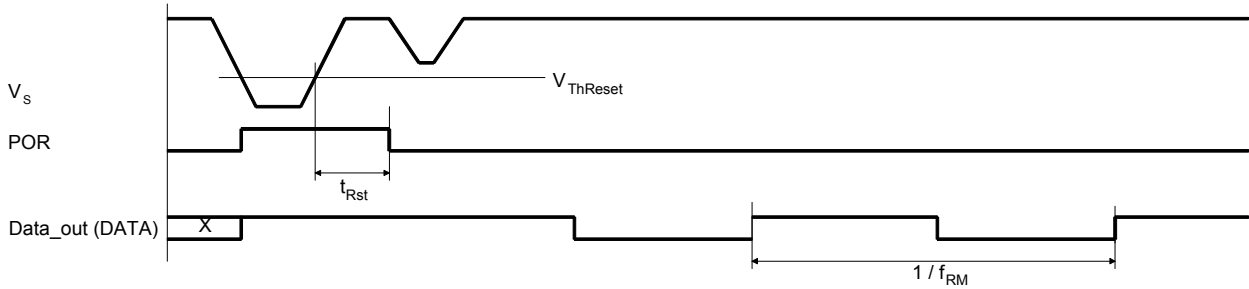 V_S
V_ThReset
POR
t_Rst
Data_out (DATA)
X
1 / f_RM